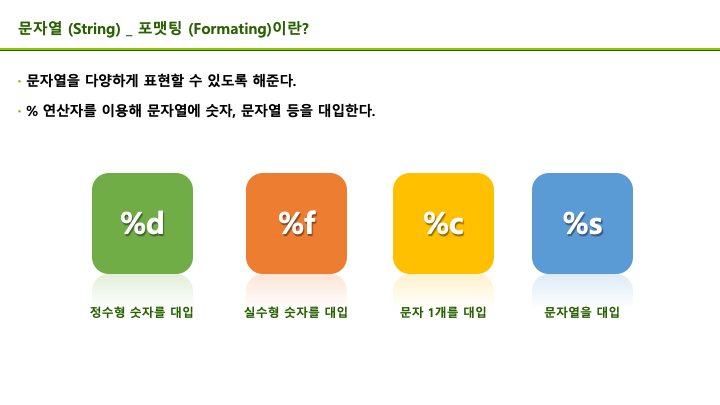 문자열 (String) _ 포맷팅 (Formating)이란?
· 문자열을 다양하게 표현할 수 있도록 해준다.
· % 연산자를 이용해 문자열에 숫자, 문자열 등을 대입한다.
%d %f %c %s
정수형 숫자를 대입 실수형 숫자를 대입 문자 1개를 대입 문자열을 대입